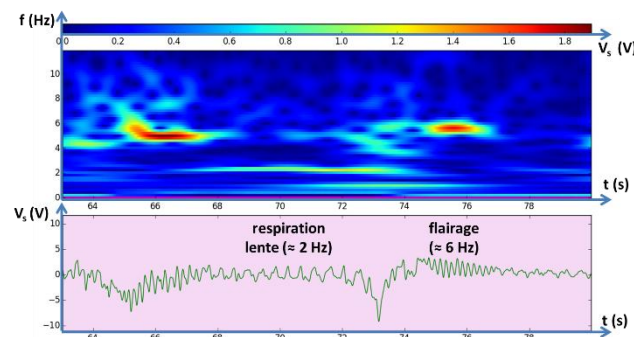 f (Hz)
0.0 0.2 0.4 0.6 0.8 1.0 1.2 1.4 1.6 1.8
Vs (V)
10
8
6
4
2
0
t (s)
64 66 68 70 72 74 76 78
Vs (V)
10
respiration flairage
lente (≈ 2 Hz) (≈ 6 Hz)
5
0
−5
−10
t (s)
64 66 68 70 72 74 76 78